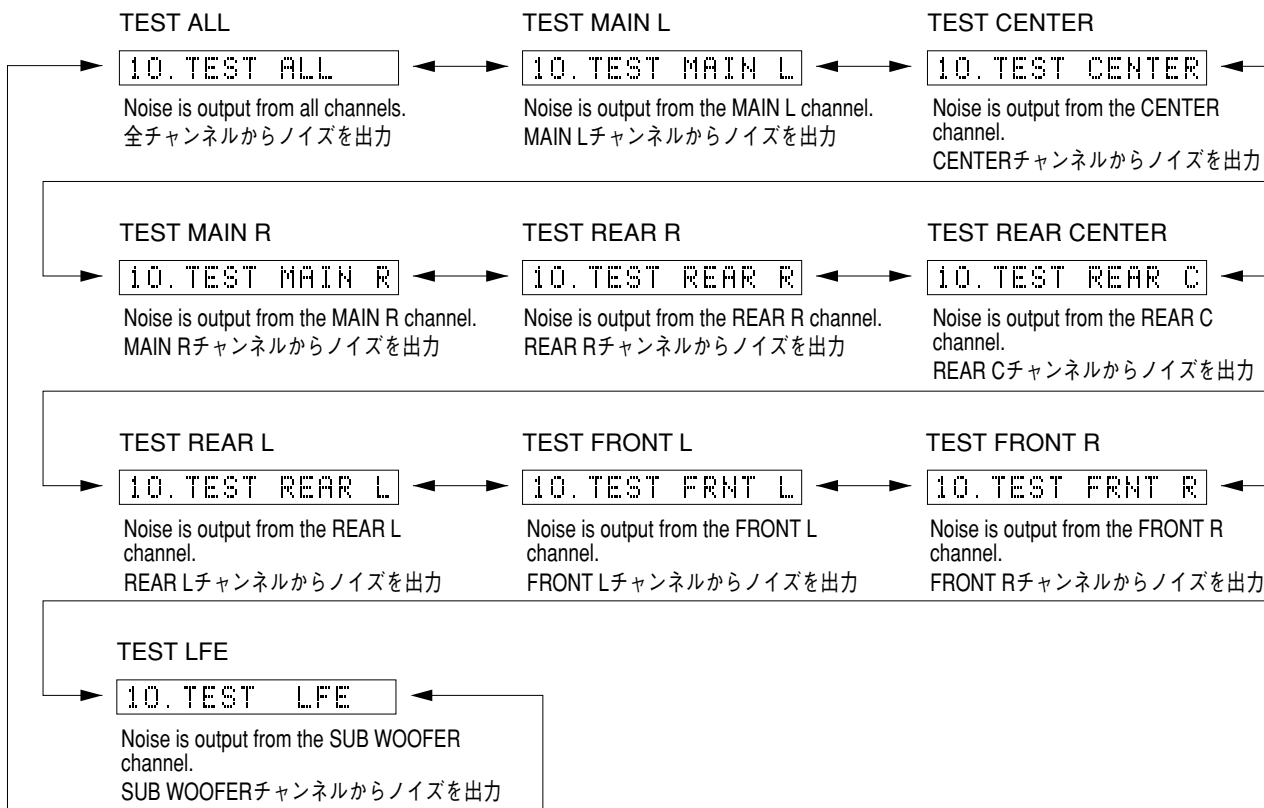 TEST ALL
10.TEST ALL
Noise is output from all channels.
全チャンネルからノイズを出力
TEST MAIN L
10.TEST MAIN L
Noise is output from the MAIN L channel.
MAIN Lチャンネルからノイズを出力
TEST CENTER
10.TEST CENTER
Noise is output from the CENTER
channel.
CENTERチャンネルからノイズを出力
TEST MAIN R
10.TEST MAIN R
Noise is output from the MAIN R channel.
MAIN Rチャンネルからノイズを出力
TEST REAR R
10.TEST REAR R
Noise is output from the REAR R channel.
REAR Rチャンネルからノイズを出力
TEST REAR CENTER
10.TEST REAR C
Noise is output from the REAR C
channel.
REAR Cチャンネルからノイズを出力
TEST REAR L
10.TEST REAR L
Noise is output from the REAR L
channel.
REAR Lチャンネルからノイズを出力
TEST FRONT L
10.TEST FRNT L
Noise is output from the FRONT L
channel.
FRONT Lチャンネルからノイズを出力
TEST FRONT R
10.TEST FRNT R
Noise is output from the FRONT R
channel.
FRONT Rチャンネルからノイズを出力
TEST LFE
10.TEST LFE
Noise is output from the SUB WOOFER
channel.
SUB WOOFERチャンネルからノイズを出力